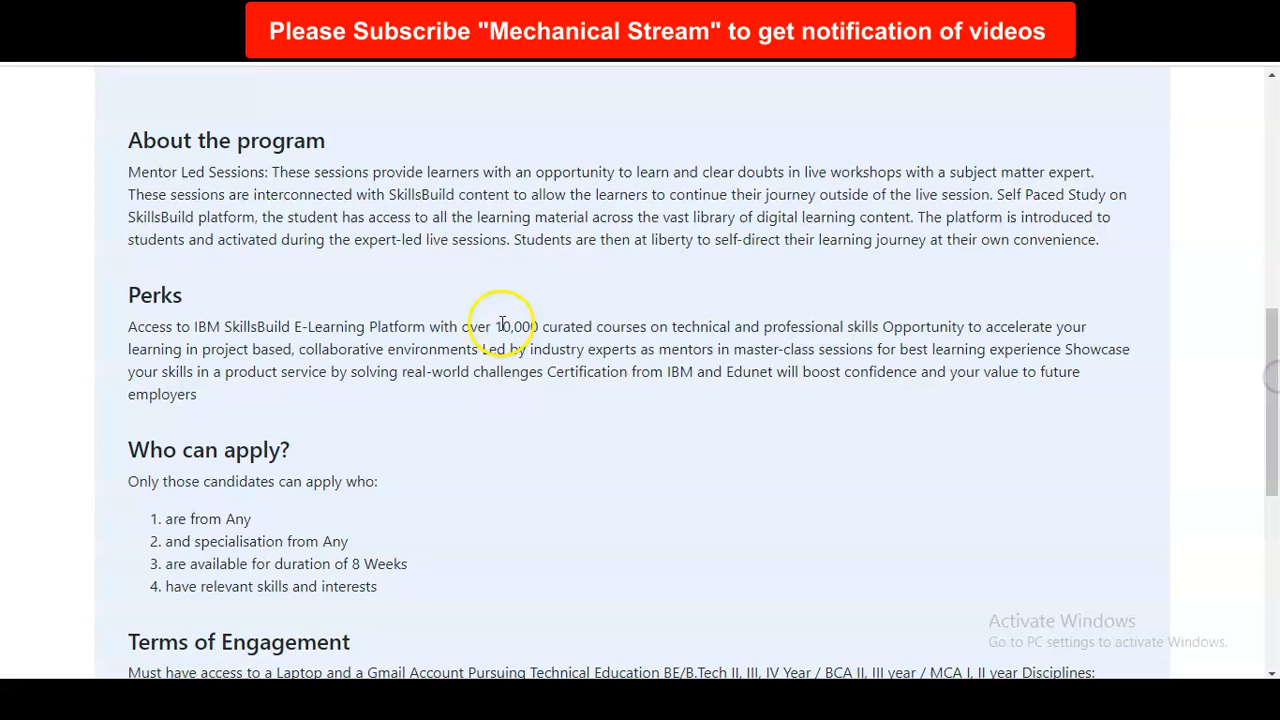 Please Subscribe "Mechanical Stream" to get notification of videos
About the program
Mentor Led Sessions: These sessions provide learners with an opportunity to learn and clear doubts in live workshops with a subject matter expert.
These sessions are interconnected with SkillsBuild content to allow the learners to continue their journey outside of the live session. Self Paced Study on
SkillsBuild platform, the student has access to all the learning material across the vast library of digital learning content. The platform is introduced to
students and activated during the expert-led live sessions. Students are then at liberty to self-direct their learning journey at their own convenience.
Perks
Access to IBM SkillsBuild E-Learning Platform with over 10,000 curated courses on technical and professional skills Opportunity to accelerate your
learning in project based, collaborative environments Led by industry experts as mentors in master-class sessions for best learning experience Showcase
your skills in a product service by solving real-world challenges Certification from IBM and Edunet will boost confidence and your value to future
employers
Who can apply?
Only those candidates can apply who:
1. are from Any
2. and specialisation from Any
3. are available for duration of 8 Weeks
4. have relevant skills and interests
Activate Windows
Go to PC settings to activate Windows.
Terms of Engagement
Must have access to a Laptop and a Gmail Account Pursuing Technical Education BE/B.Tech II, III, IV Year / BCA II, III year / MCA I, II year Disciplines: